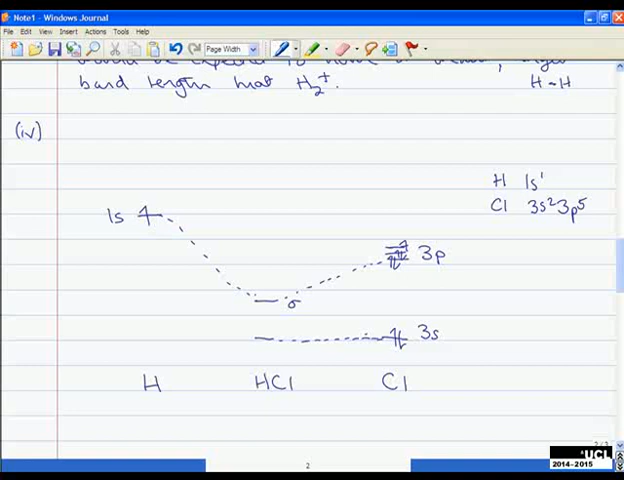 Note1 - Windows Journal
File Edit View Insert Actions Tools Help
Page Width
bond length that H2+.
H-H
(iv)
H 1s1
Cl 3s2 3p5
1s
3p
σ
3s
H HCl Cl
2
UCL
2014-2015